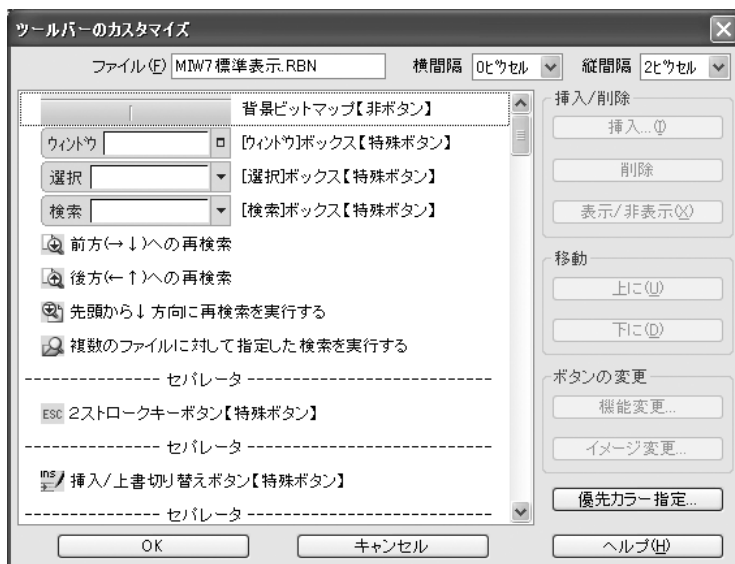 ツールバーのカスタマイズ
ファイル(F) MIW7標準表示.RBN 横間隔 0ピクセル 縦間隔 2ピクセル
背景ビットマップ【非ボタン】
ウィンドウ [ウィンドウ]ボックス【特殊ボタン】
選択 [選択]ボックス【特殊ボタン】
検索 [検索]ボックス【特殊ボタン】
前方(→↓)への再検索
後方(←↑)への再検索
先頭から↓方向に再検索を実行する
複数のファイルに対して指定した検索を実行する
--------------- セパレータ ---------------------------
ESC 2ストロークキーボタン【特殊ボタン】
--------------- セパレータ ---------------------------
ins 挿入/上書切り替えボタン【特殊ボタン】
--------------- セパレータ ---------------------------
挿入/削除
挿入...(I)
削除
表示/非表示(X)
移動
上に(U)
下に(D)
ボタンの変更
機能変更...
イメージ変更...
優先カラー指定...
OK キャンセル ヘルプ(H)